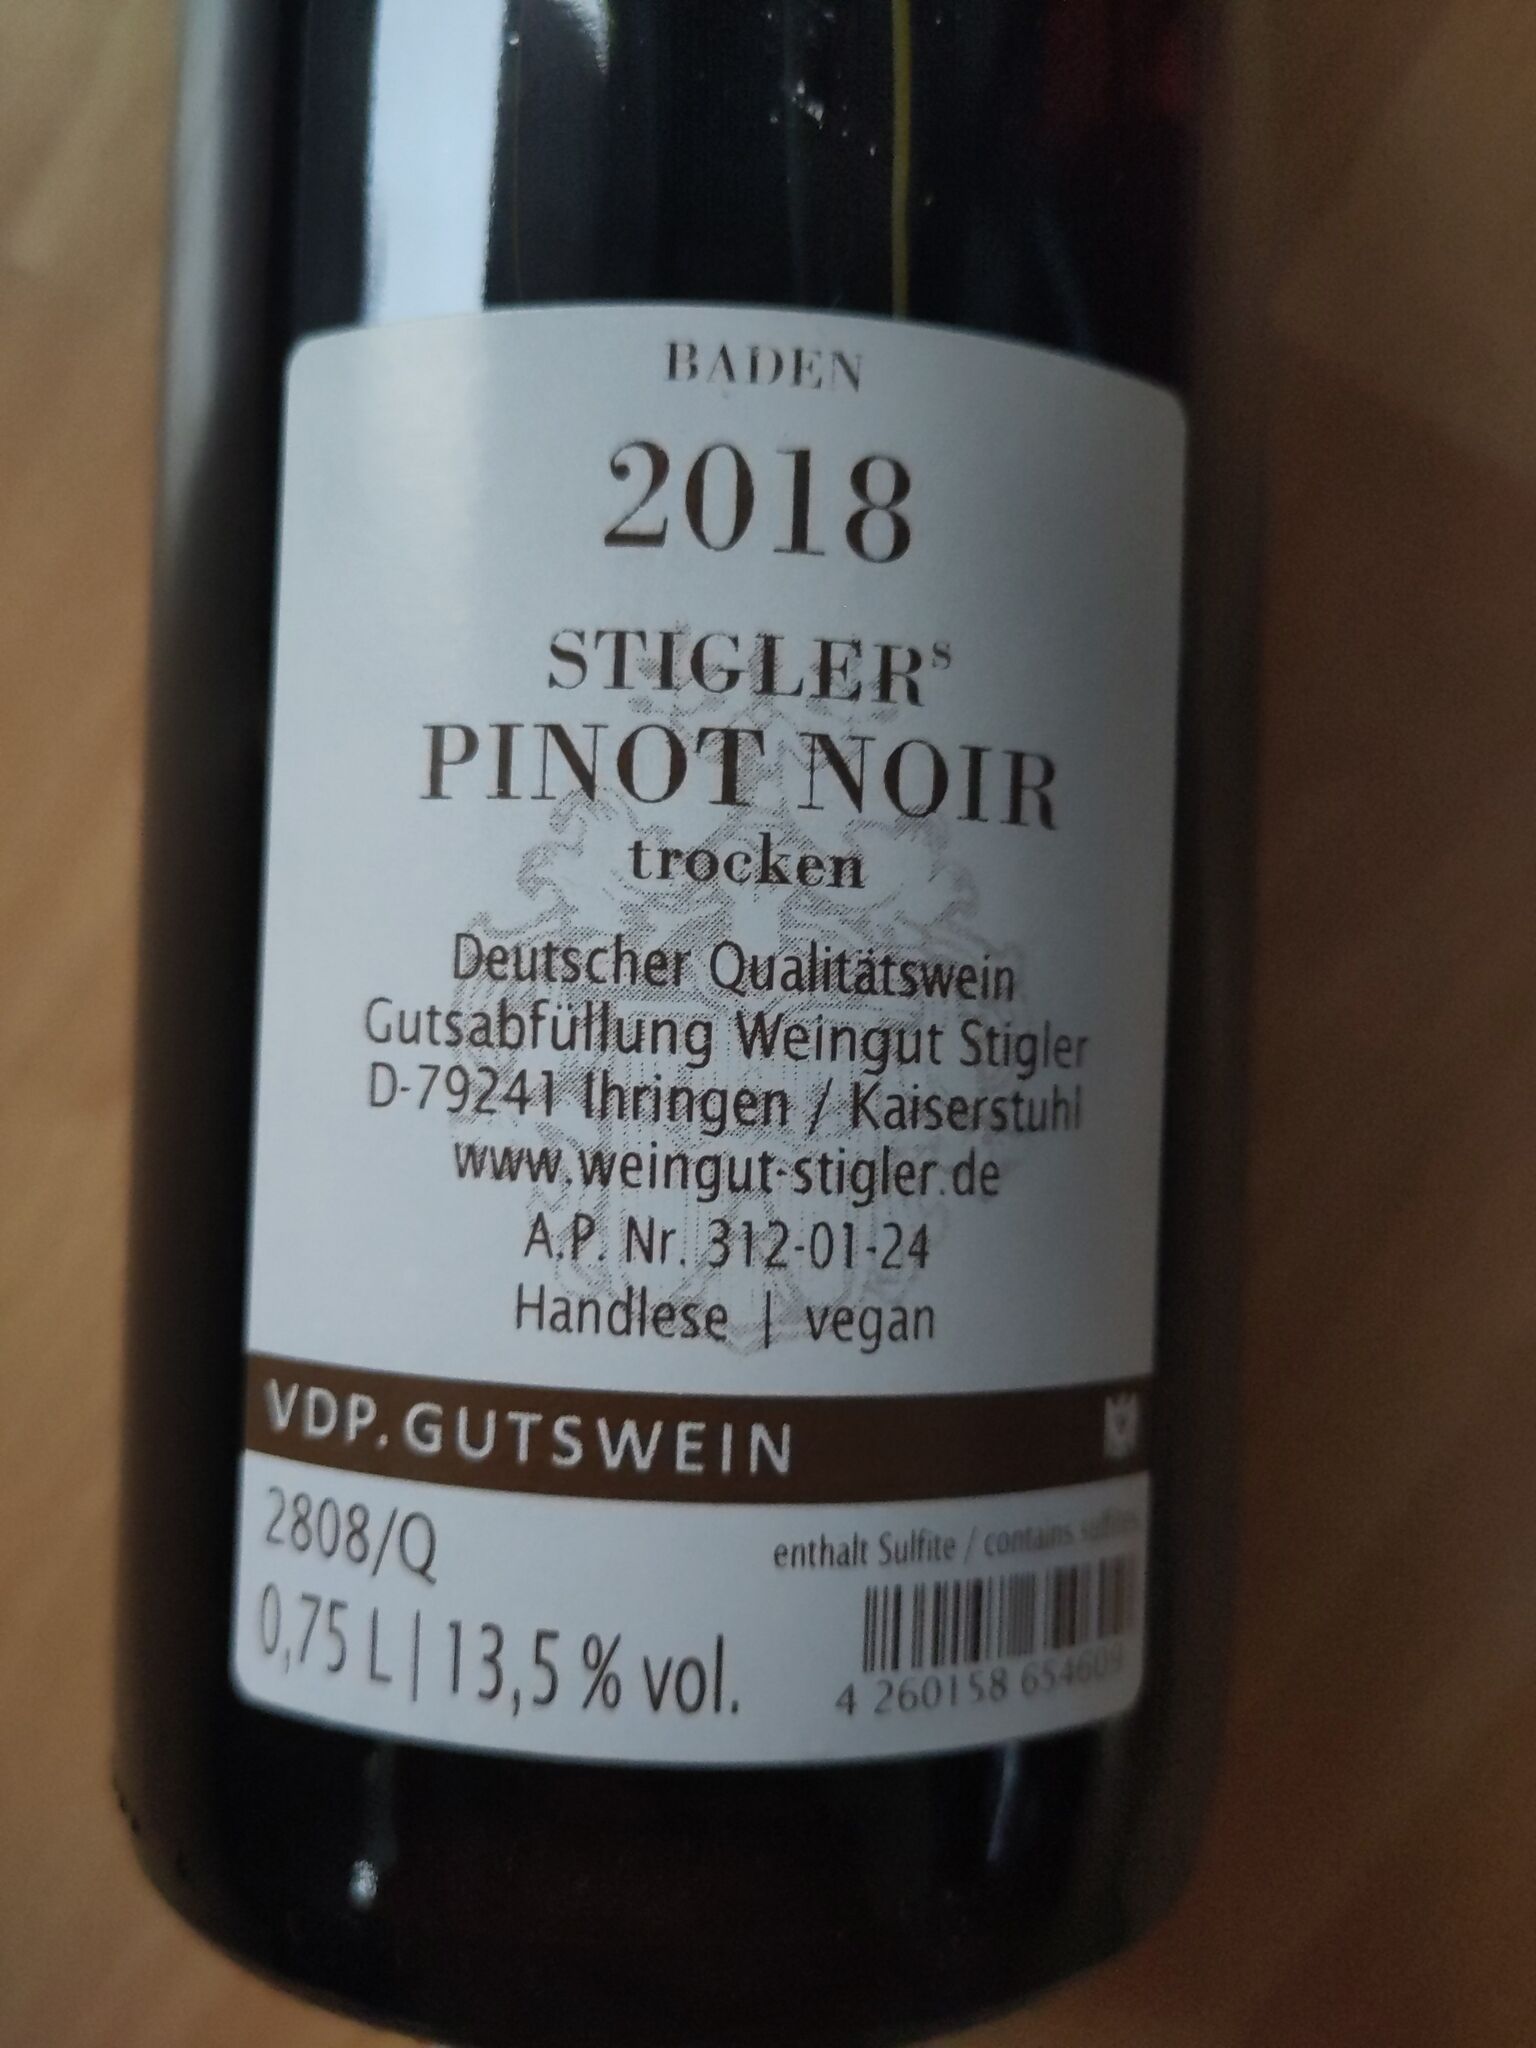 BADEN
2018
STIGLERˢ
PINOT NOIR
trocken
Deutscher Qualitätswein
Gutsabfüllung Weingut Stigler
D-79241 Ihringen / Kaiserstuhl
www.weingut-stigler.de
A.P. Nr. 312-01-24
Handlese | vegan
VDP.GUTSWEIN
2808/Q
enthalt Sulfite / contains sulfites
0,75 L | 13,5 % vol.
4 260158 654609